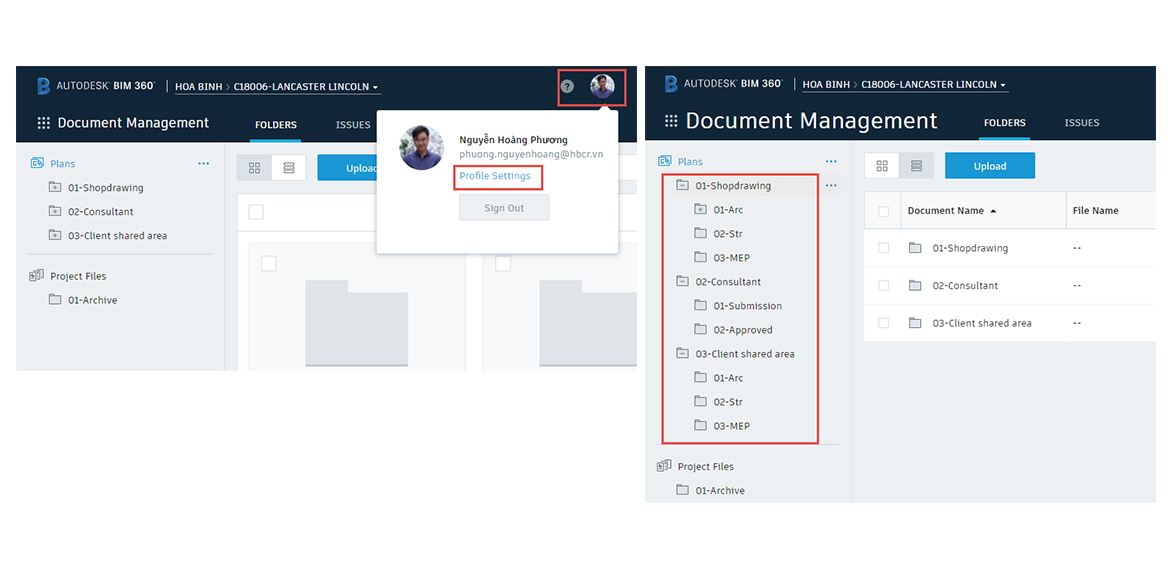 AUTODESK® BIM 360™ HOA BINH > C18006-LANCASTER LINCOLN
?
Document Management FOLDERS ISSUES
Plans ...
01-Shopdrawing
02-Consultant
03-Client shared area
Project Files
01-Archive
Upload
Nguyễn Hoàng Phương
phuong.nguyenhoang@hbcr.vn
Profile Settings
Sign Out
AUTODESK® BIM 360™ HOA BINH > C18006-LANCASTER LINCOLN
Document Management FOLDERS ISSUES
Plans ...
01-Shopdrawing ...
01-Arc
02-Str
03-MEP
02-Consultant
01-Submission
02-Approved
03-Client shared area
01-Arc
02-Str
03-MEP
Project Files
01-Archive
Upload
Document Name File Name
01-Shopdrawing --
02-Consultant --
03-Client shared area --